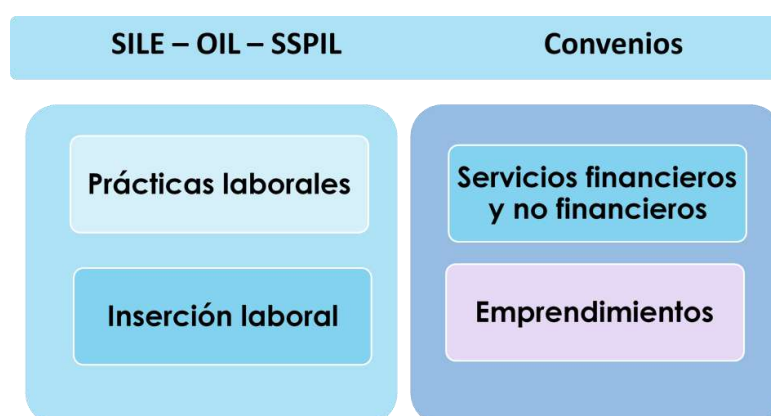 SILE – OIL – SSPIL
Convenios
Prácticas laborales
Inserción laboral
Servicios financieros
y no financieros
Emprendimientos